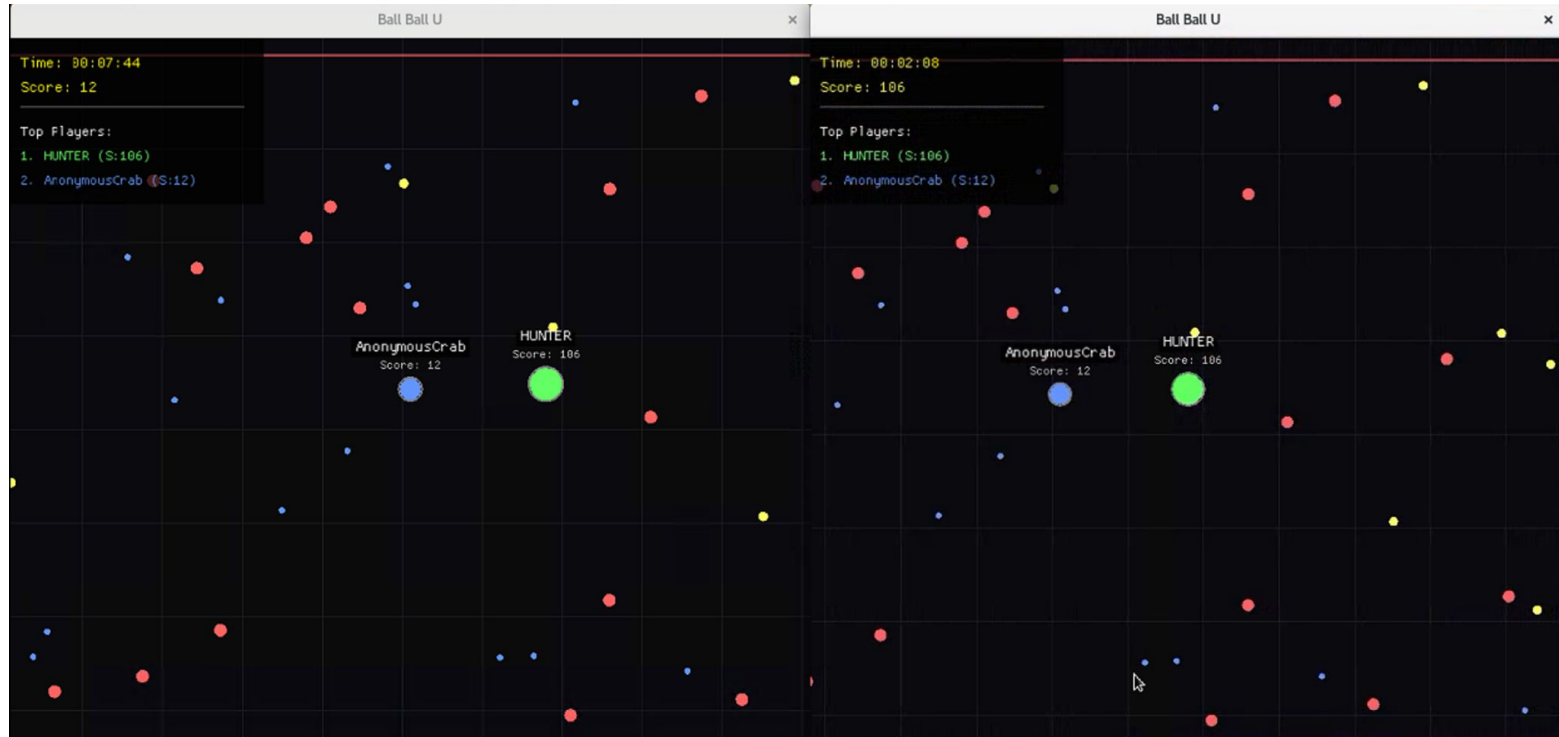 Ball Ball U
×
Time: 00:07:44
Score: 12
Top Players:
1. HUNTER (S:106)
2. AnonymousCrab (S:12)
HUNTER
Score: 106
AnonymousCrab
Score: 12
Ball Ball U
×
Time: 00:02:08
Score: 106
Top Players:
1. HUNTER (S:106)
2. AnonymousCrab (S:12)
HUNTER
Score: 106
AnonymousCrab
Score: 12